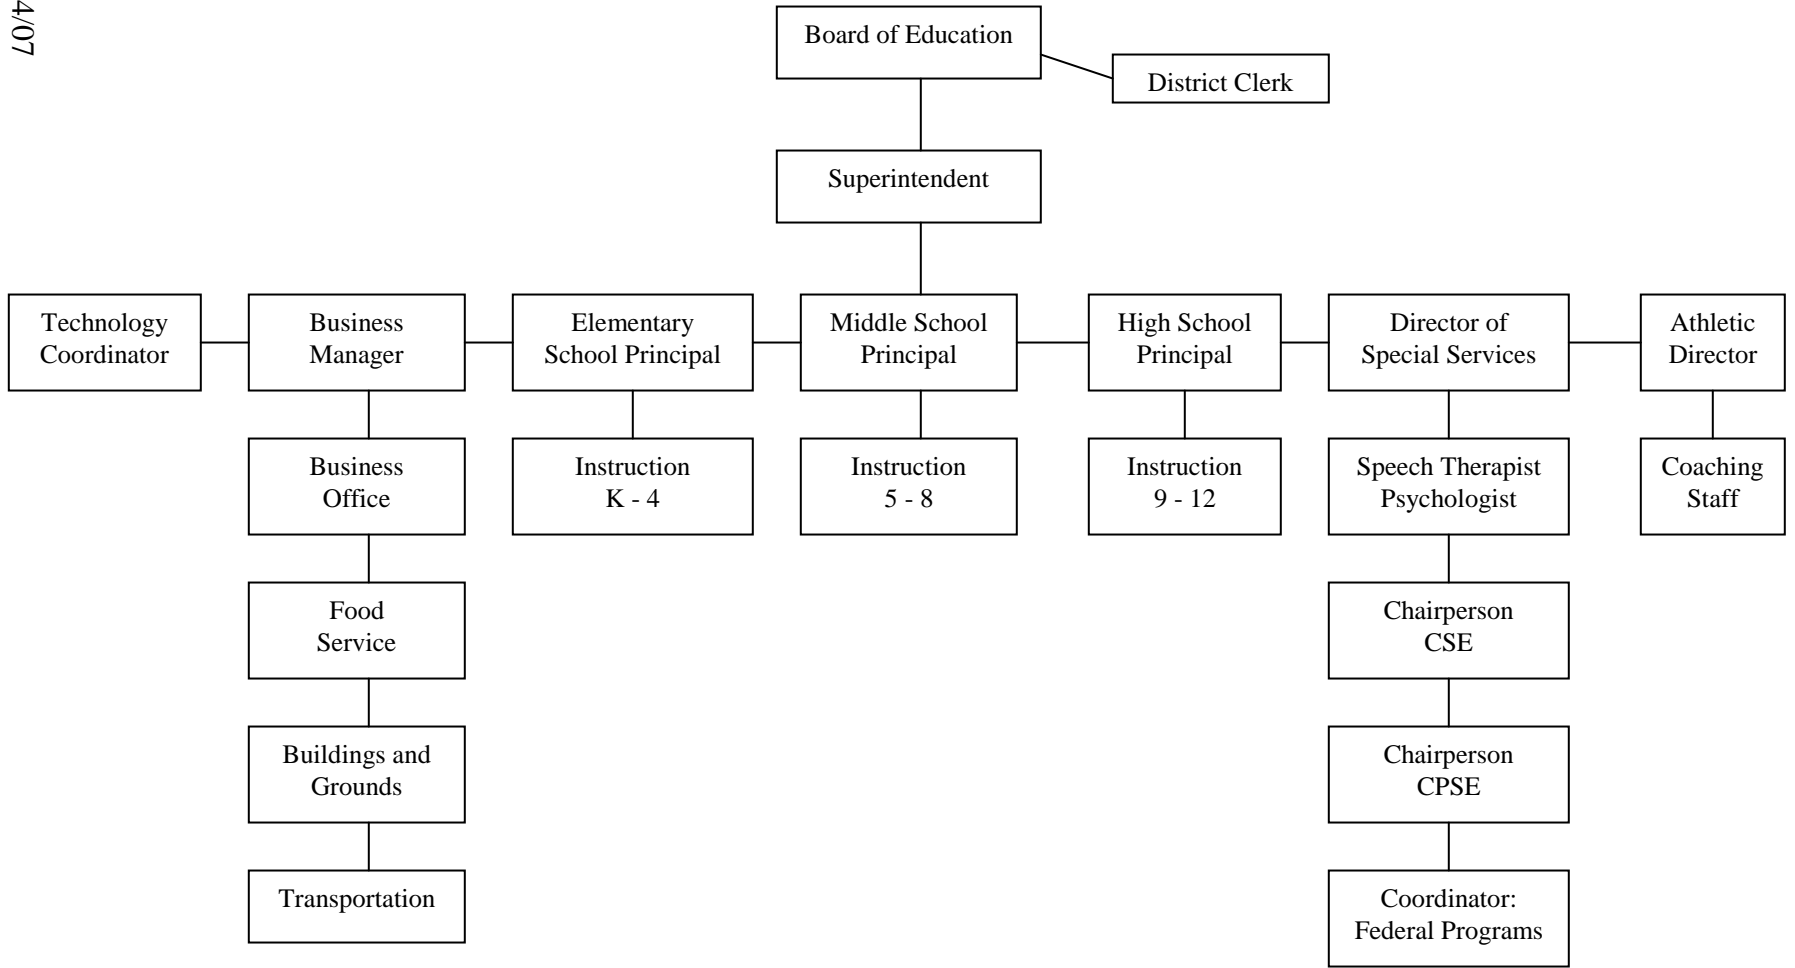 4/07
Board of Education
District Clerk
Superintendent
Technology
Coordinator
Business
Manager
Elementary
School Principal
Middle School
Principal
High School
Principal
Director of
Special Services
Athletic
Director
Business
Office
Instruction
K - 4
Instruction
5 - 8
Instruction
9 - 12
Speech Therapist
Psychologist
Coaching
Staff
Food
Service
Chairperson
CSE
Buildings and
Grounds
Chairperson
CPSE
Transportation
Coordinator:
Federal Programs